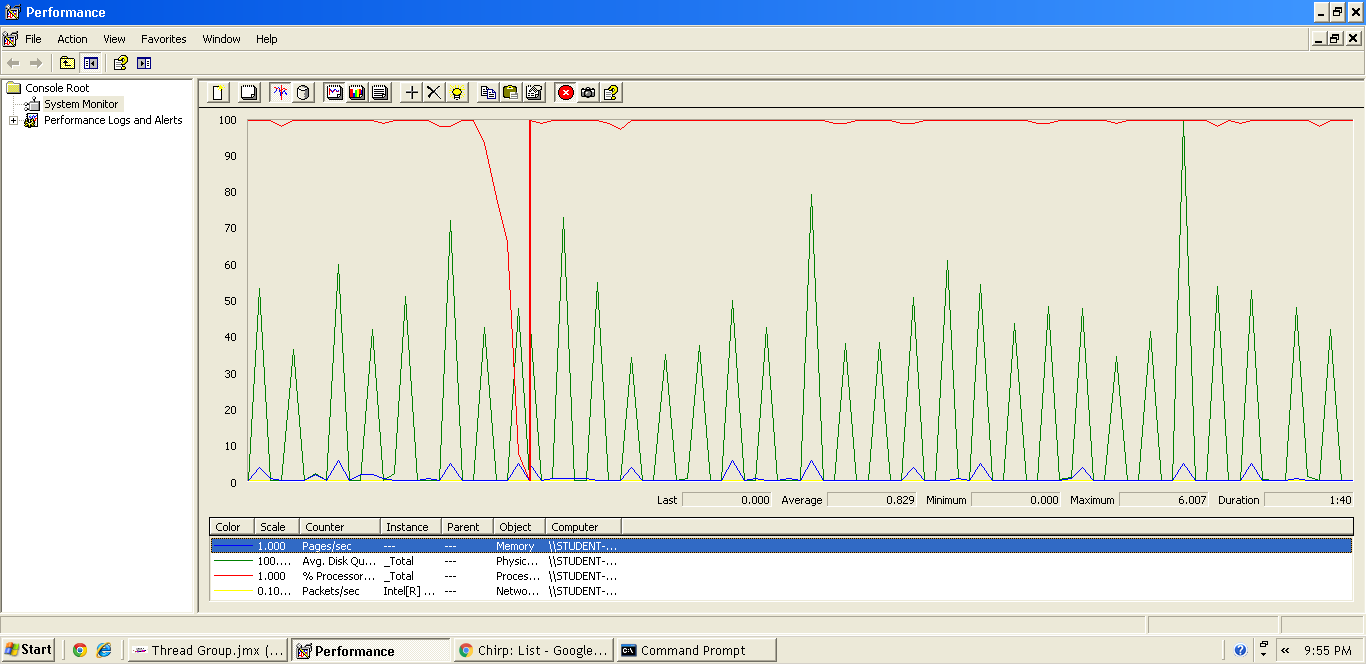 Performance
File Action View Favorites Window Help
Console Root
System Monitor
Performance Logs and Alerts
100
90
80
70
60
50
40
30
20
10
0
Last 0.000 Average 0.829 Minimum 0.000 Maximum 6.007 Duration 1:40
Color Scale Counter Instance Parent Object Computer
1.000 Pages/sec --- --- Memory \\STUDENT-...
100.... Avg. Disk Qu... _Total --- Physic... \\STUDENT-...
1.000 % Processor... _Total --- Proces... \\STUDENT-...
0.10... Packets/sec Intel[R] ... --- Netwo... \\STUDENT-...
Start Thread Group.jmx (... Performance Chirp: List - Google... Command Prompt « 9:55 PM